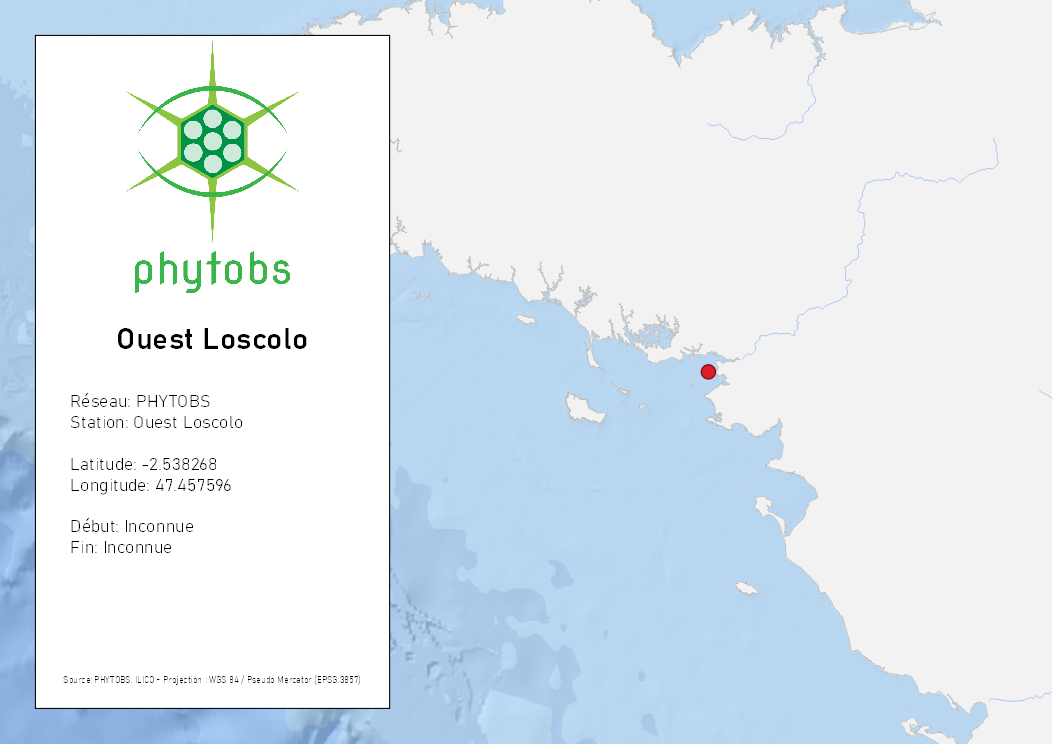 phytobs
Ouest Loscolo
Réseau: PHYTOBS
Station: Ouest Loscolo
Latitude: -2.538268
Longitude: 47.457596
Début: Inconnue
Fin: Inconnue
Source: PHYTOBS, ILICO - Projection : WGS 84 / Pseudo Mercator (EPSG:3857)